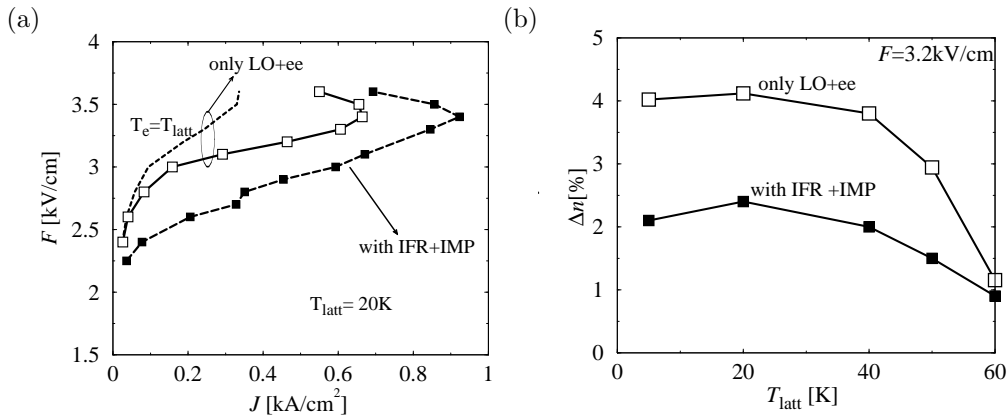 (a)
4
3.5
3
2.5
2
1.5
F [kV/cm]
only LO+ee
T_e=T_latt
with IFR+IMP
T_latt= 20K
0 0.2 0.4 0.6 0.8 1
J [kA/cm²]
(b)
5
4
3
2
1
0
Δn[%]
F=3.2kV/cm
only LO+ee
with IFR +IMP
0 20 40 60
T_latt [K]